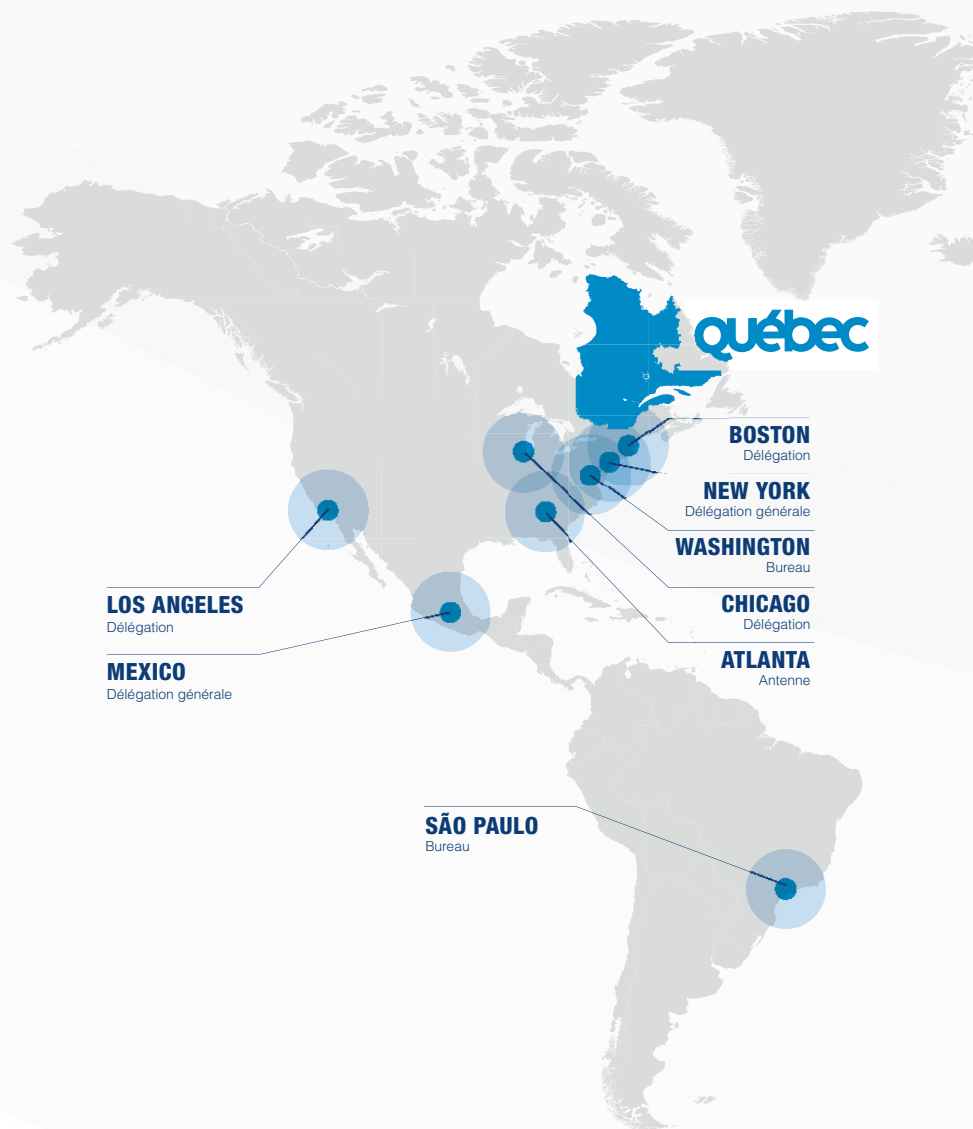 québec
BOSTON
Délégation
NEW YORK
Délégation générale
WASHINGTON
Bureau
CHICAGO
Délégation
ATLANTA
Antenne
LOS ANGELES
Délégation
MEXICO
Délégation générale
SÃO PAULO
Bureau